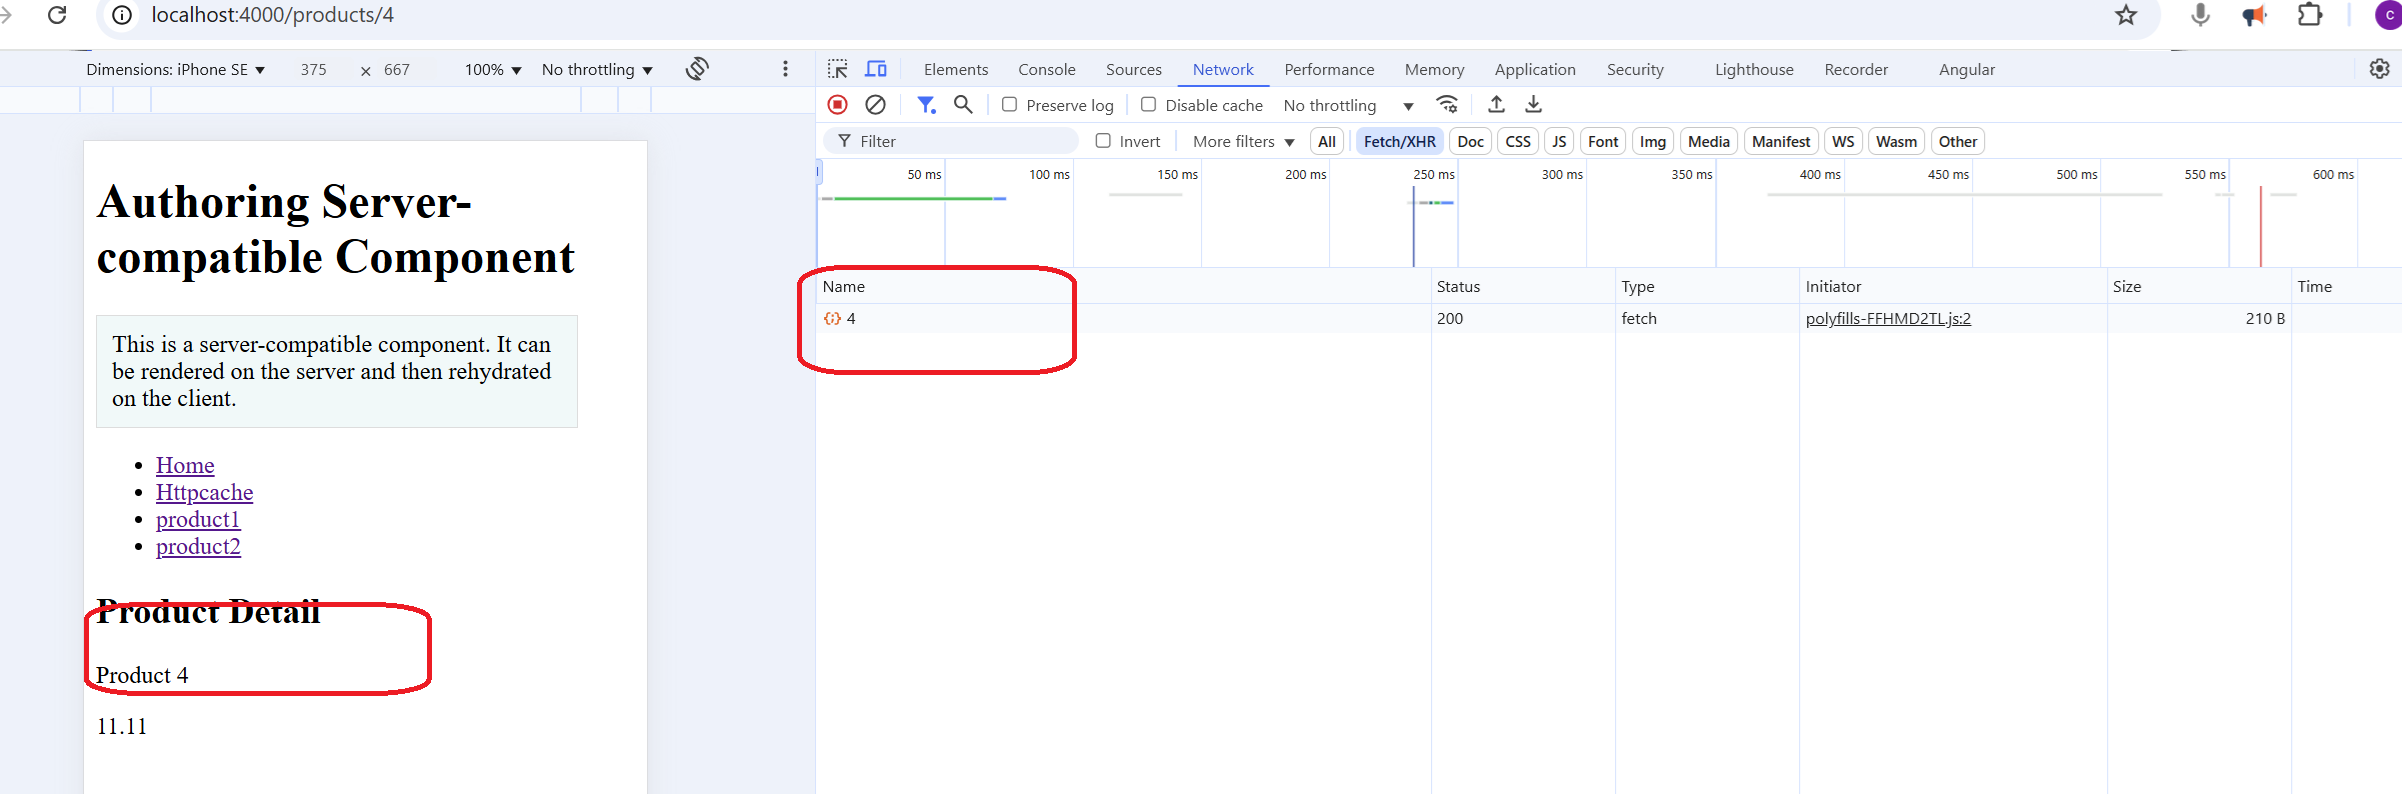 localhost:4000/products/4
c
Dimensions: iPhone SE 375 × 667 100% No throttling
Elements Console Sources Network Performance Memory Application Security Lighthouse Recorder Angular
Preserve log Disable cache No throttling
Filter Invert More filters All Fetch/XHR Doc CSS JS Font Img Media Manifest WS Wasm Other
50 ms 100 ms 150 ms 200 ms 250 ms 300 ms 350 ms 400 ms 450 ms 500 ms 550 ms 600 ms
Name Status Type Initiator Size Time
{;} 4 200 fetch polyfills-FFHMD2TL.js:2 210 B
Authoring Server-
compatible Component
This is a server-compatible component. It can
be rendered on the server and then rehydrated
on the client.
Home
Httpcache
product1
product2
Product Detail
Product 4
11.11